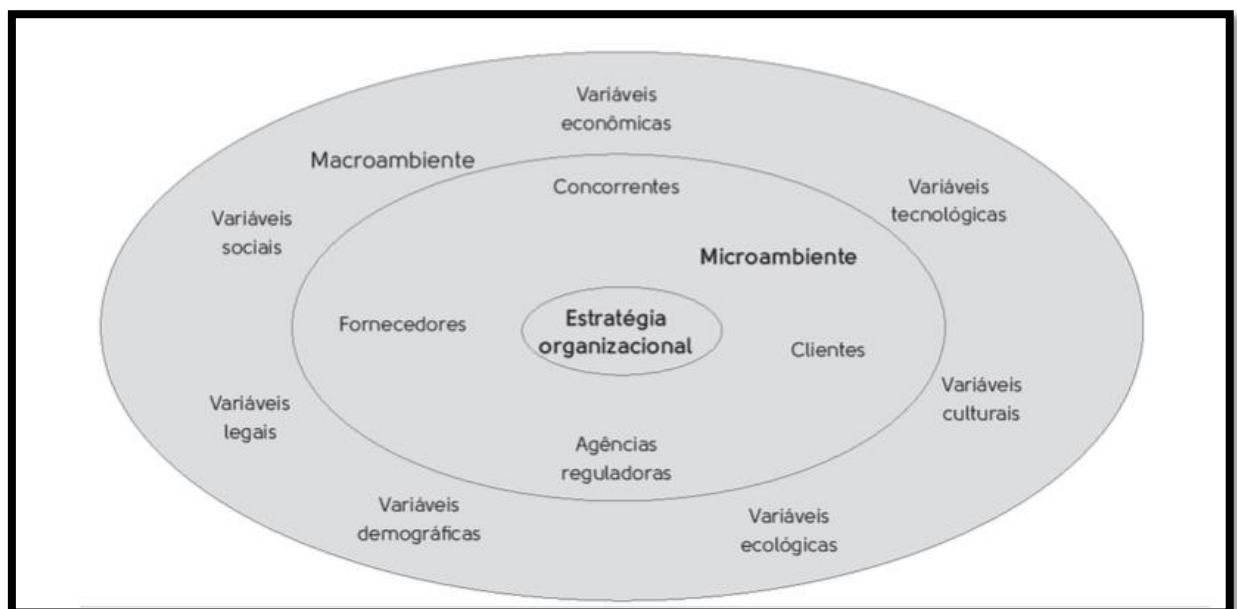 Variáveis
econômicas
Macroambiente
Concorrentes
Variáveis
tecnológicas
Variáveis
sociais
Microambiente
Fornecedores
Estratégia
organizacional
Clientes
Variáveis
culturais
Variáveis
legais
Agências
reguladoras
Variáveis
demográficas
Variáveis
ecológicas